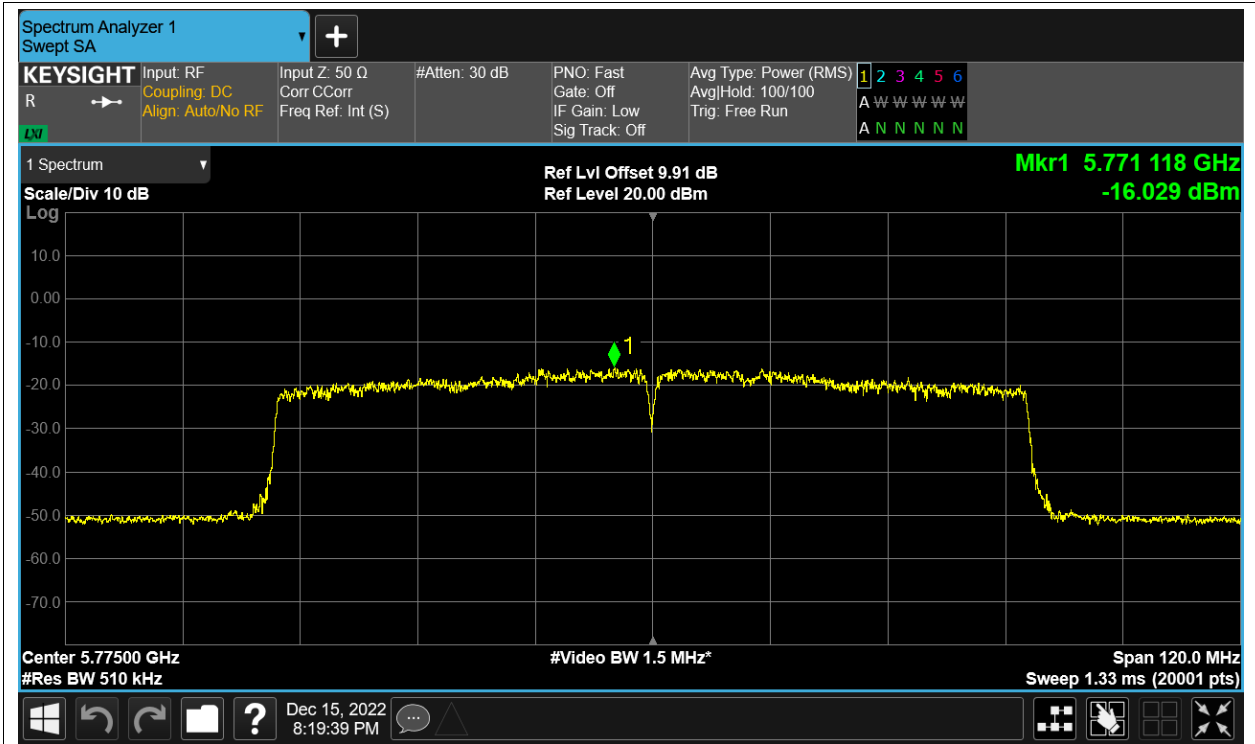 Spectrum Analyzer 1
Swept SA
KEYSIGHT
R
LXI
Input: RF
Coupling: DC
Align: Auto/No RF
Input Z: 50 Ω
Corr CCorr
Freq Ref: Int (S)
#Atten: 30 dB
PNO: Fast
Gate: Off
IF Gain: Low
Sig Track: Off
Avg Type: Power (RMS)
Avg|Hold: 100/100
Trig: Free Run
1 2 3 4 5 6
A W W W W W
A N N N N N
1 Spectrum
Scale/Div 10 dB
Log
Ref Lvl Offset 9.91 dB
Ref Level 20.00 dBm
Mkr1 5.771 118 GHz
-16.029 dBm
10.0
0.00
-10.0
-20.0
-30.0
-40.0
-50.0
-60.0
-70.0
1
Center 5.77500 GHz
#Res BW 510 kHz
#Video BW 1.5 MHz*
Span 120.0 MHz
Sweep 1.33 ms (20001 pts)
?
Dec 15, 2022
8:19:39 PM